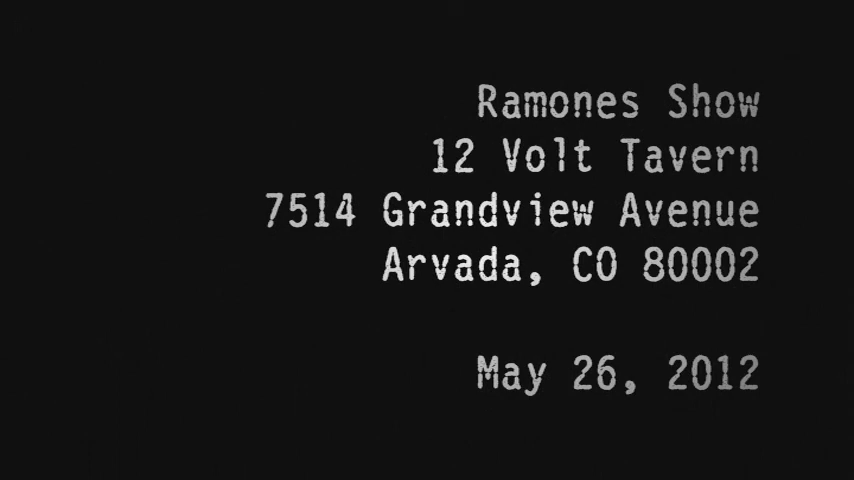 Ramones Show
12 Volt Tavern
7514 Grandview Avenue
Arvada, CO 80002
May 26, 2012